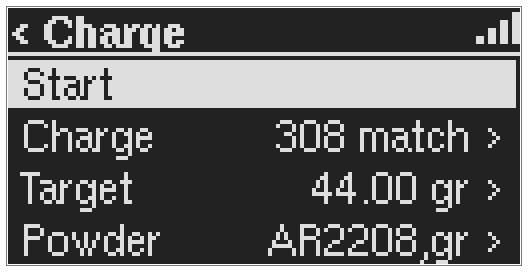 < Charge
Start
Charge 308 match >
Target 44.00 gr >
Powder AR2208,gr >